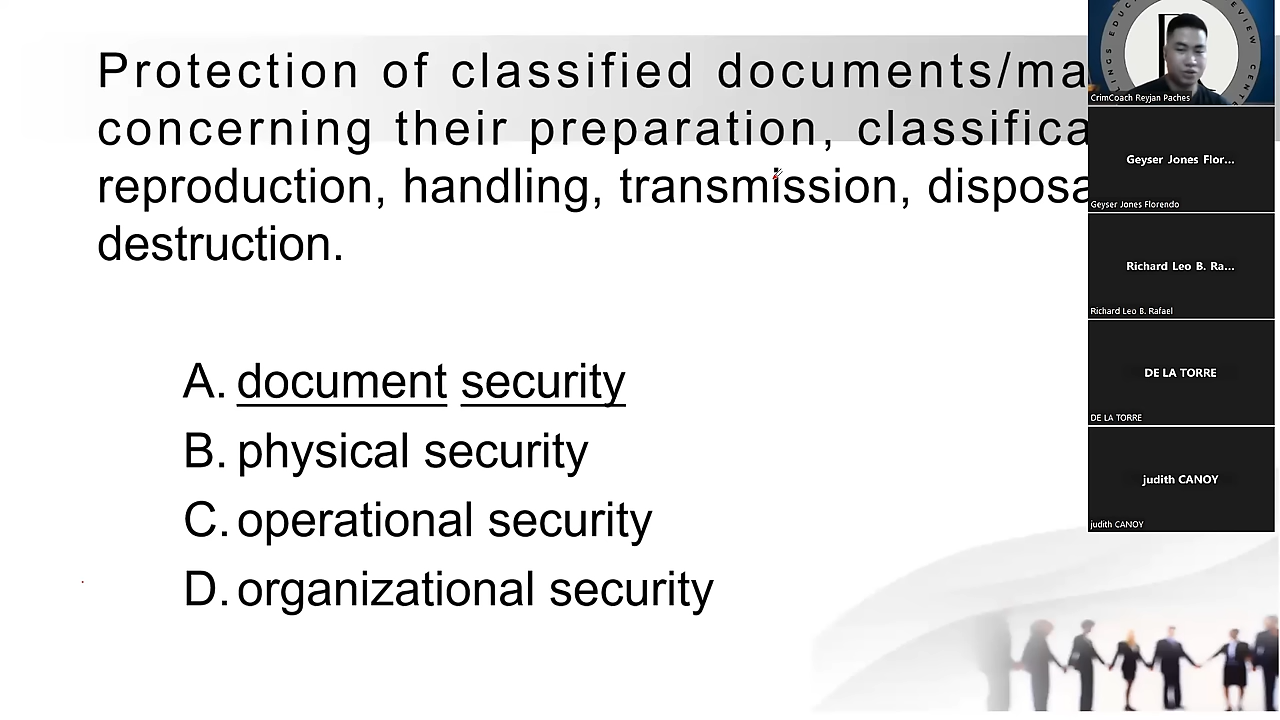 Protection of classified documents/ma
concerning their preparation, classifica
reproduction, handling, transmission, disposa
destruction.
A. document security
B. physical security
C. operational security
D. organizational security
CrimCoach Reyjan Paches
Geyser Jones Flor...
Geyser Jones Florendo
Richard Leo B. Ra...
Richard Leo B. Rafael
DE LA TORRE
DE LA TORRE
judith CANOY
judith CANOY